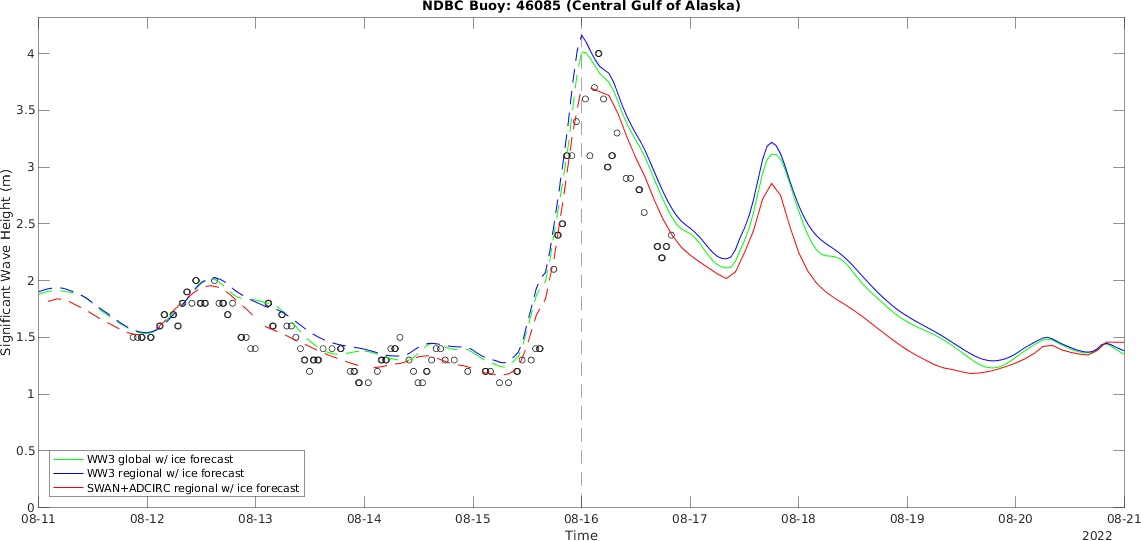 NDBC Buoy: 46085 (Central Gulf of Alaska)
Significant Wave Height (m)
4
3.5
3
2.5
2
1.5
1
0.5
0
WW3 global w/ ice forecast
WW3 regional w/ ice forecast
SWAN+ADCIRC regional w/ ice forecast
08-11 08-12 08-13 08-14 08-15 08-16 08-17 08-18 08-19 08-20 08-21
Time
2022